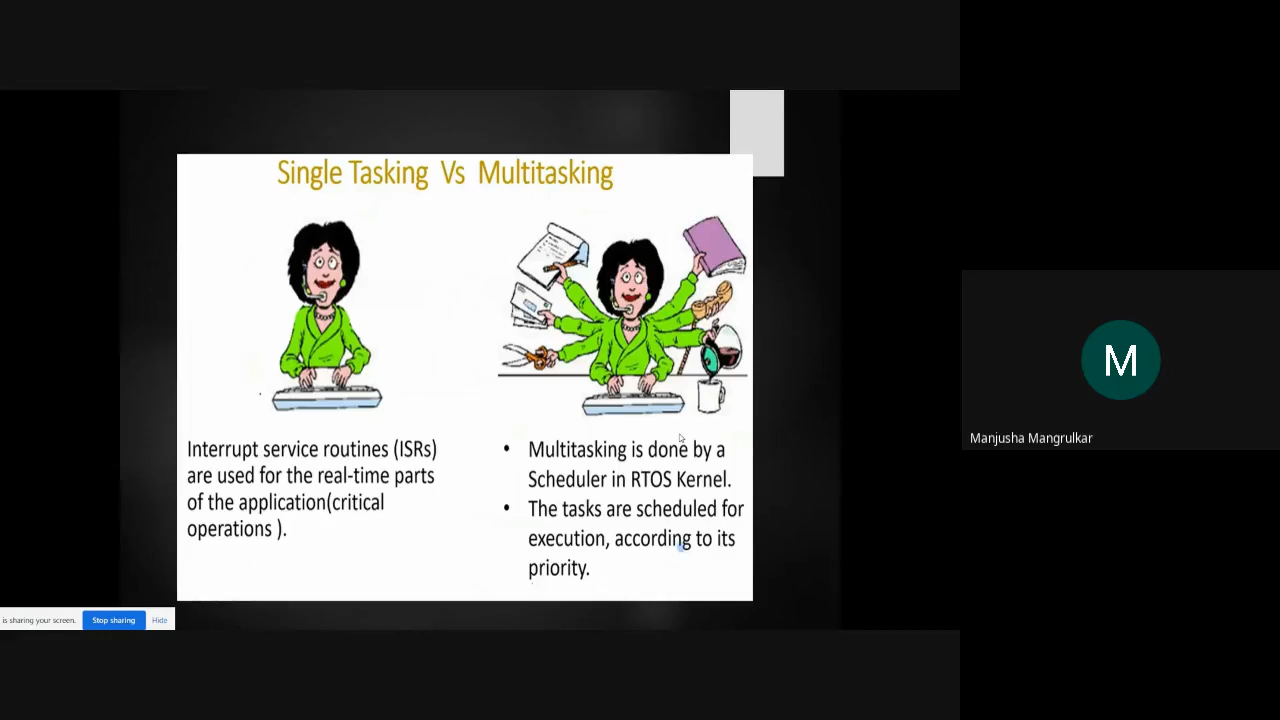 Single Tasking Vs Multitasking
Interrupt service routines (ISRs)
are used for the real-time parts
of the application(critical
operations ).
• Multitasking is done by a
Scheduler in RTOS Kernel.
• The tasks are scheduled for
execution, according to its
priority.
is sharing your screen. Stop sharing Hide
M
Manjusha Mangrulkar